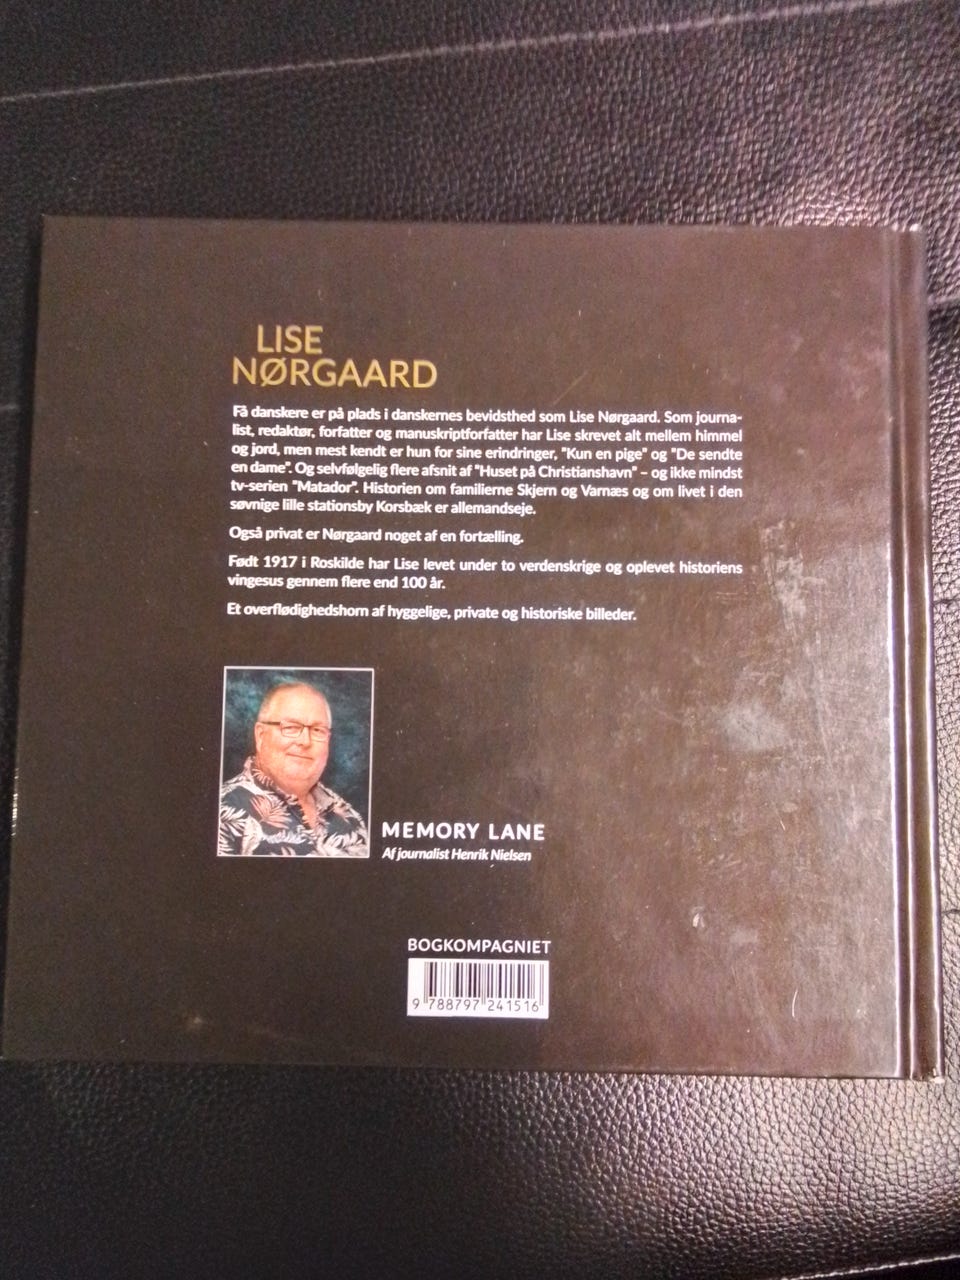 LISE
NØRGAARD
Få danskere er på plads i danskernes bevidsthed som Lise Nørgaard. Som journa-
list, redaktør, forfatter og manuskriptforfatter har Lise skrevet alt mellem himmel
og jord, men mest kendt er hun for sine erindringer, "Kun en pige" og "De sendte
en dame". Og selvfølgelig flere afsnit af "Huset på Christianshavn" – og ikke mindst
tv-serien "Matador". Historien om familierne Skjern og Varnæs og om livet i den
søvnige lille stationsby Korsbæk er allemandseje.
Også privat er Nørgaard noget af en fortælling.
Født 1917 i Roskilde har Lise levet under to verdenskrige og oplevet historiens
vingesus gennem flere end 100 år.
Et overflødighedshorn af hyggelige, private og historiske billeder.
MEMORY LANE
Af journalist Henrik Nielsen
BOGKOMPAGNIET
9 788797 241516